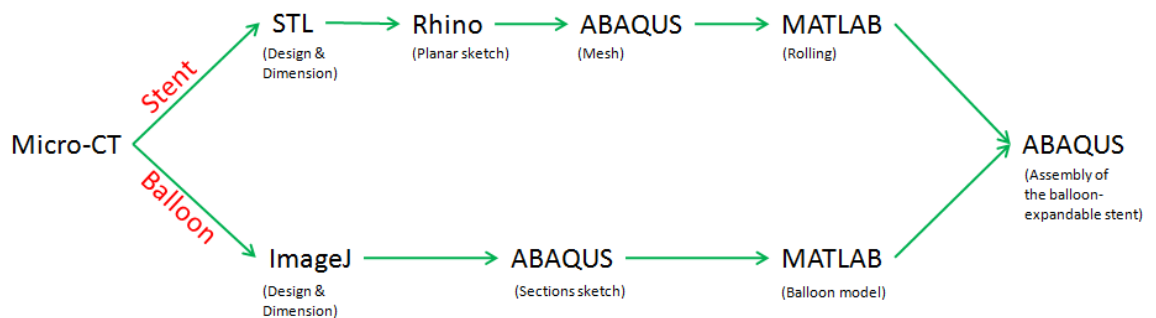 STL
(Design &
Dimension)
Rhino
(Planar sketch)
ABAQUS
(Mesh)
MATLAB
(Rolling)
Stent
Micro-CT
Balloon
ABAQUS
(Assembly of
the balloon-
expandable stent)
ImageJ
(Design &
Dimension)
ABAQUS
(Sections sketch)
MATLAB
(Balloon model)